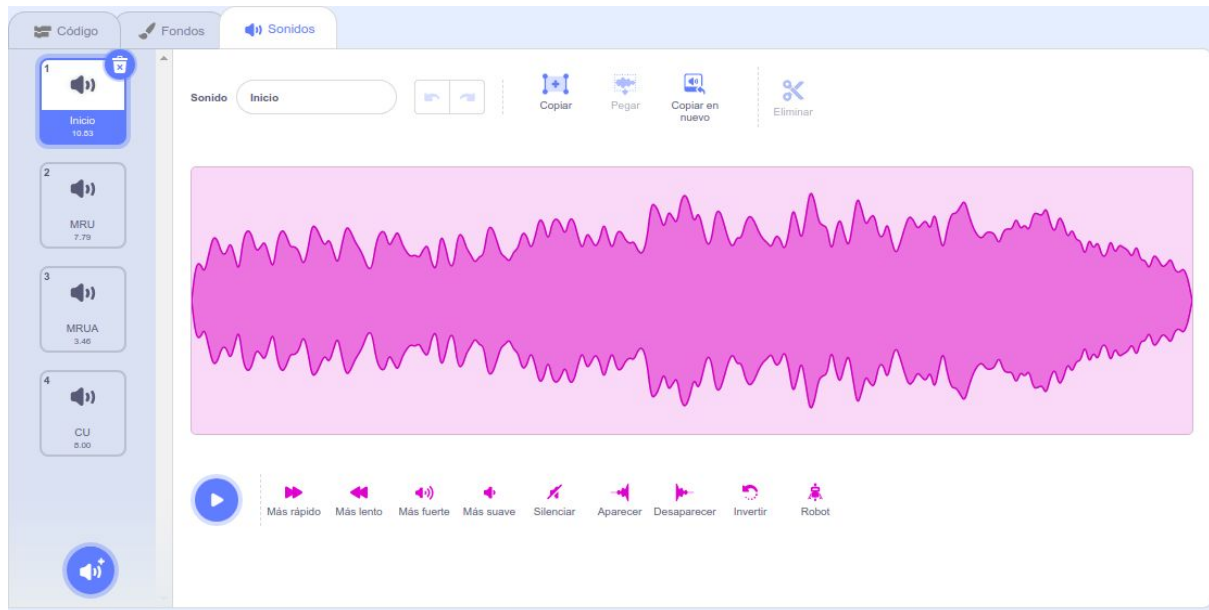 Código
Fondos
Sonidos
1
Inicio
10.53
2
MRU
7.79
3
MRUA
3.46
4
CU
5.00
Sonido
Inicio
Copiar
Pegar
Copiar en
nuevo
Eliminar
Más rápido
Más lento
Más fuerte
Más suave
Silenciar
Aparecer
Desaparecer
Invertir
Robot